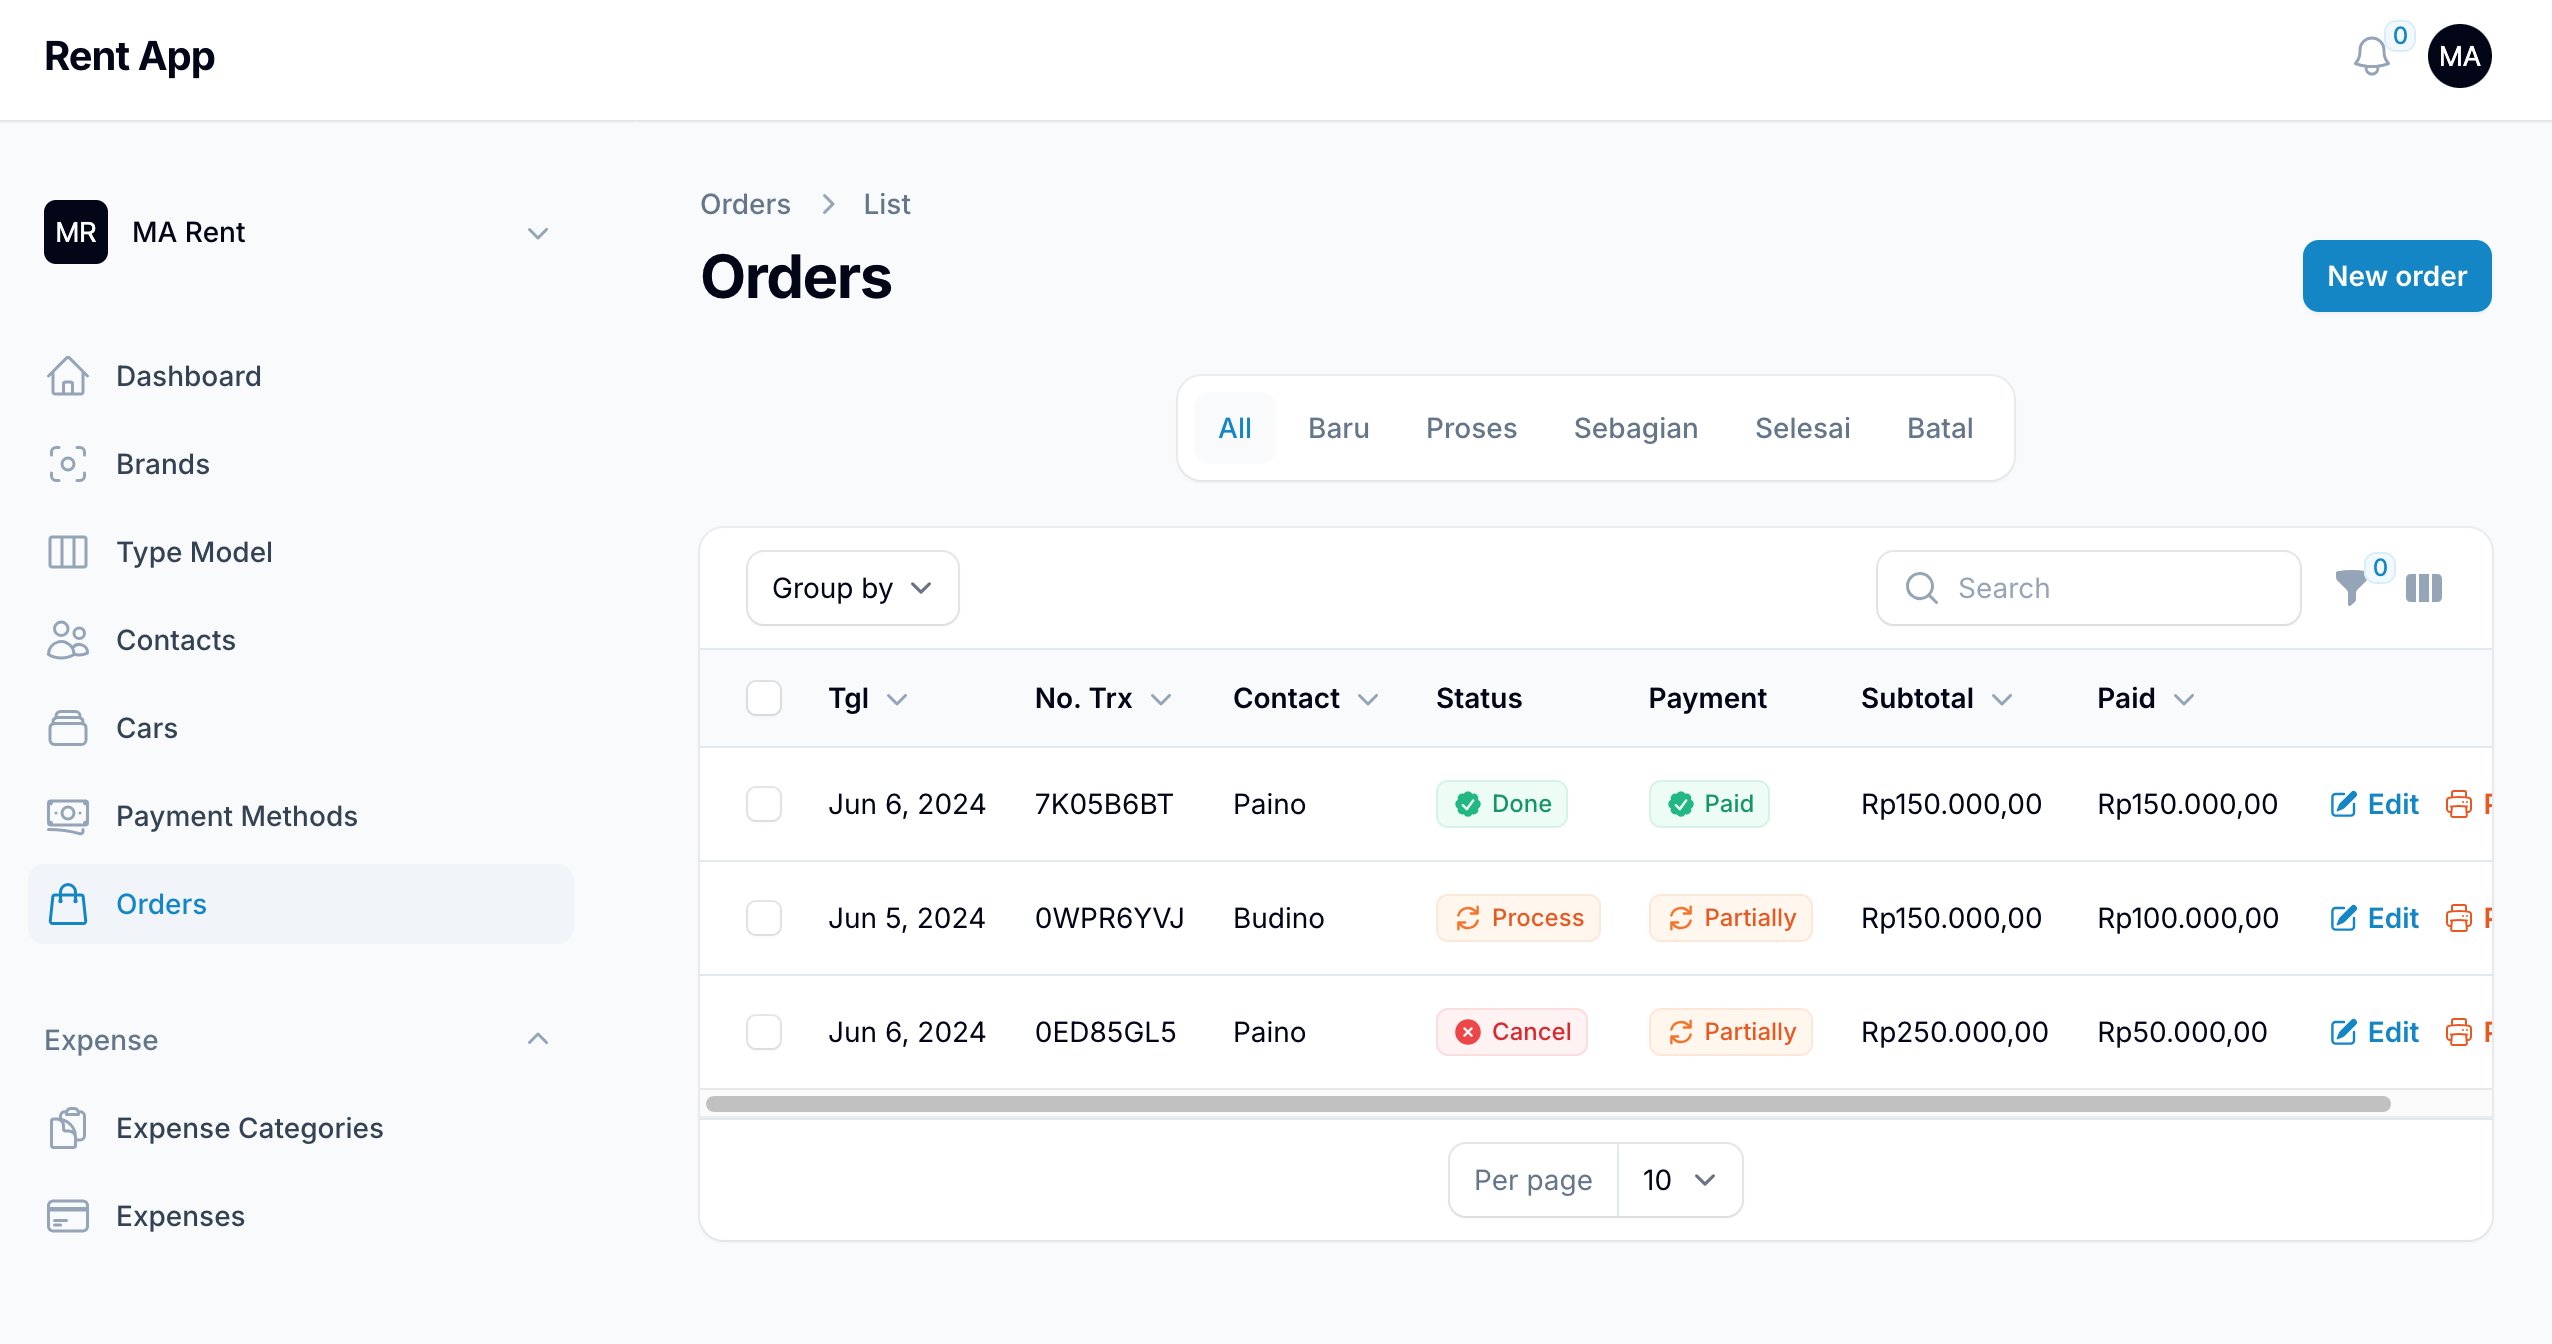 Rent App
0
MA
MR
MA Rent
Dashboard
Brands
Type Model
Contacts
Cars
Payment Methods
Orders
Expense
Expense Categories
Expenses
Orders > List
Orders
New order
All Baru Proses Sebagian Selesai Batal
Group by
Search
0
Tgl No. Trx Contact Status Payment Subtotal Paid
Jun 6, 2024 7K05B6BT Paino Done Paid Rp150.000,00 Rp150.000,00 Edit
Jun 5, 2024 0WPR6YVJ Budino Process Partially Rp150.000,00 Rp100.000,00 Edit
Jun 6, 2024 0ED85GL5 Paino Cancel Partially Rp250.000,00 Rp50.000,00 Edit
Per page 10